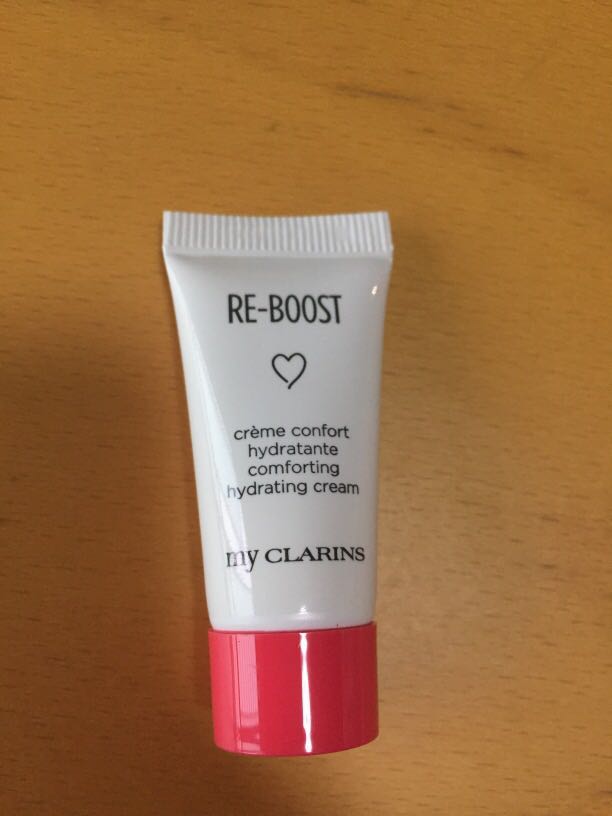 RE-BOOST
crème confort
hydratante
comforting
hydrating cream
my CLARINS